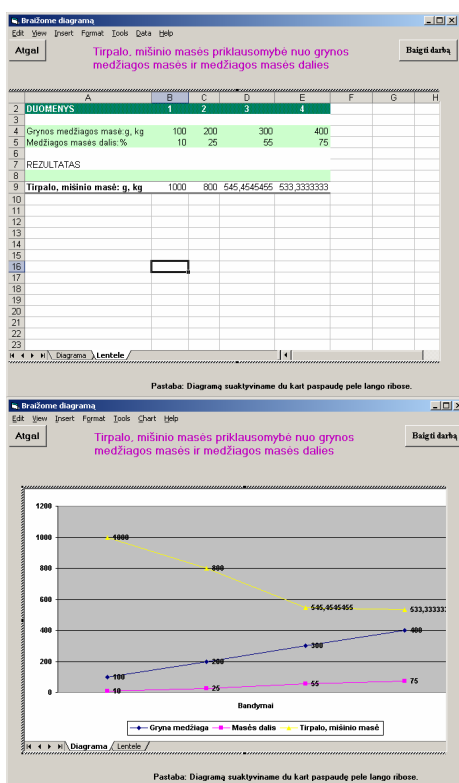 Braižome diagramą
Edit View Insert Format Tools Data Help
Atgal
Tirpalo, mišinio masės priklausomybė nuo grynos
medžiagos masės ir medžiagos masės dalies
Baigti darbą
A B C D E F G H
2 DUOMENYS 1 2 3 4
3
4 Grynos medžiagos masė:g, kg 100 200 300 400
5 Medžiagos masės dalis:% 10 25 55 75
6
7 REZULTATAS
8
9 Tirpalo, mišinio masė: g, kg 1000 800 545,4545455 533,3333333
10
11
12
13
14
15
16
17
18
19
20
21
22
23
Diagrama Lentele
Pastaba: Diagramą suaktyviname du kart paspaudę pele lango ribose.
Braižome diagramą
Edit View Insert Format Tools Chart Help
Atgal
Tirpalo, mišinio masės priklausomybė nuo grynos
medžiagos masės ir medžiagos masės dalies
Baigti darbą
1200
1000
1000
800
800
600
545,4545455
533,333333
400
400
300
200
200
100
0
10
25
55
75
Bandymai
Gryna medžiaga Masės dalis Tirpalo, mišinio masė
Diagrama Lentele
Pastaba: Diagramą suaktyviname du kart paspaudę pele lango ribose.